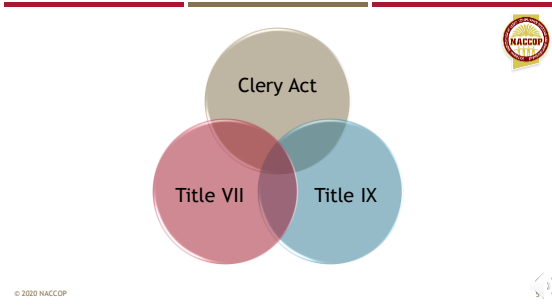 NACCOP
Clery Act
Title VII
Title IX
© 2020 NACCOP